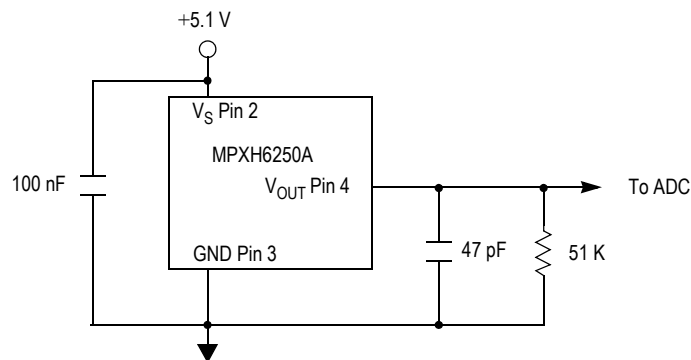 +5.1 V
V_S Pin 2
MPXH6250A
100 nF
V_OUT Pin 4
To ADC
GND Pin 3
47 pF
51 K